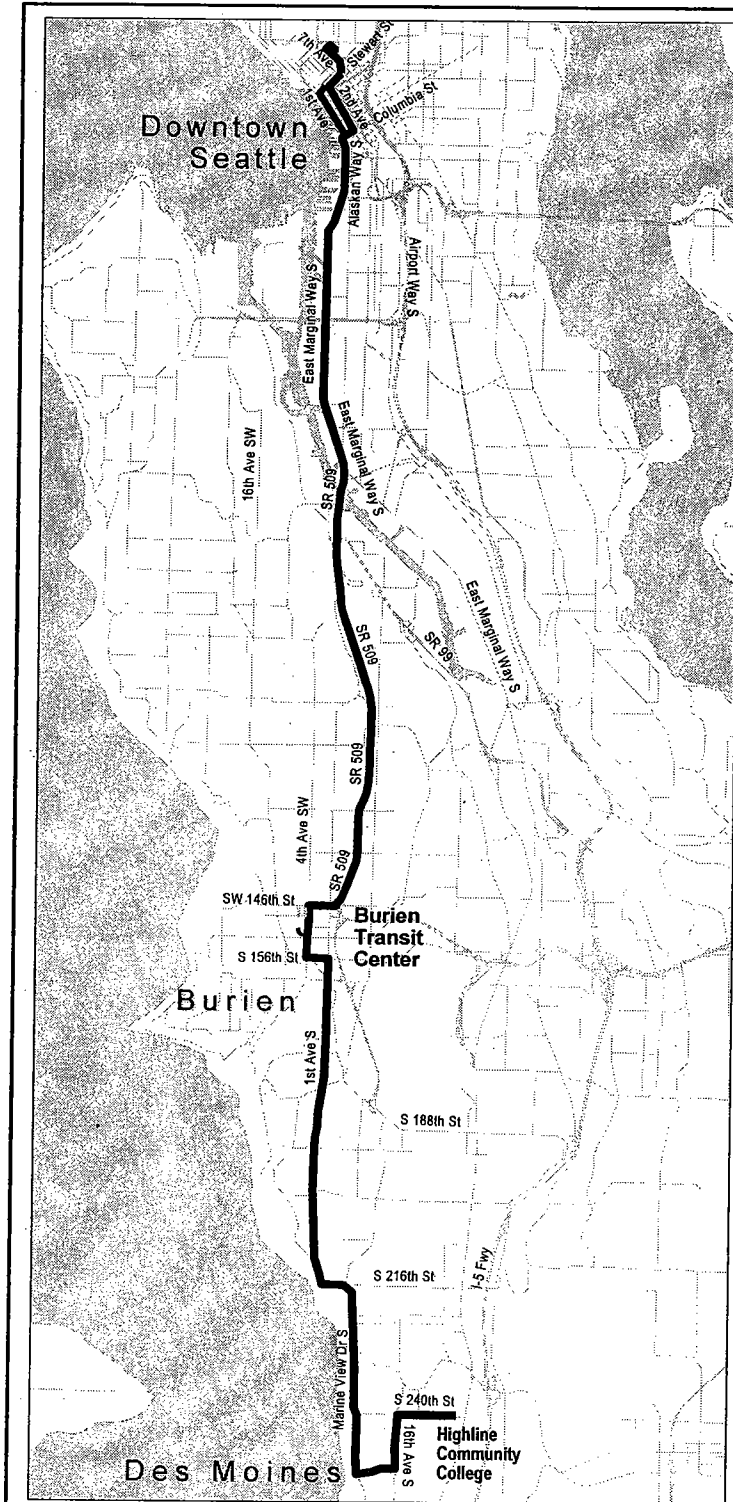 7th Ave
Stewart St
1st Ave
2nd Ave
Columbia St
Downtown
Seattle
Alaskan Way S
East Marginal Way S
Airport Way S
16th Ave SW
SR 509
East Marginal Way S
SR 509
SR 99
East Marginal Way S
SR 509
4th Ave SW
SR 509
SW 146th St
Burien
Transit
Center
S 156th St
Burien
1st Ave S
S 188th St
S 216th St
I-5 Fwy
Marine View Dr S
S 240th St
16th Ave S
Highline
Community
College
Des Moines